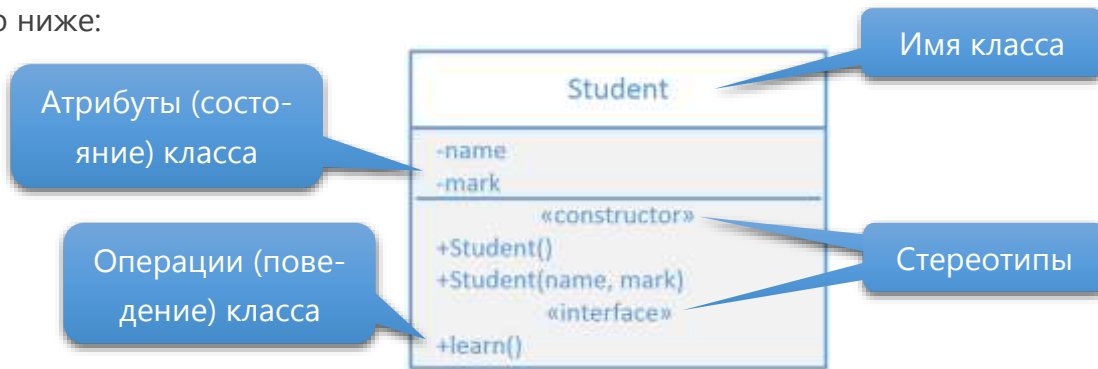 ниже:
Имя класса
Student
Атрибуты (состо-
яние) класса
-name
-mark
«constructor»
+Student()
+Student(name, mark)
«interface»
+learn()
Операции (пове-
дение) класса
Стереотипы